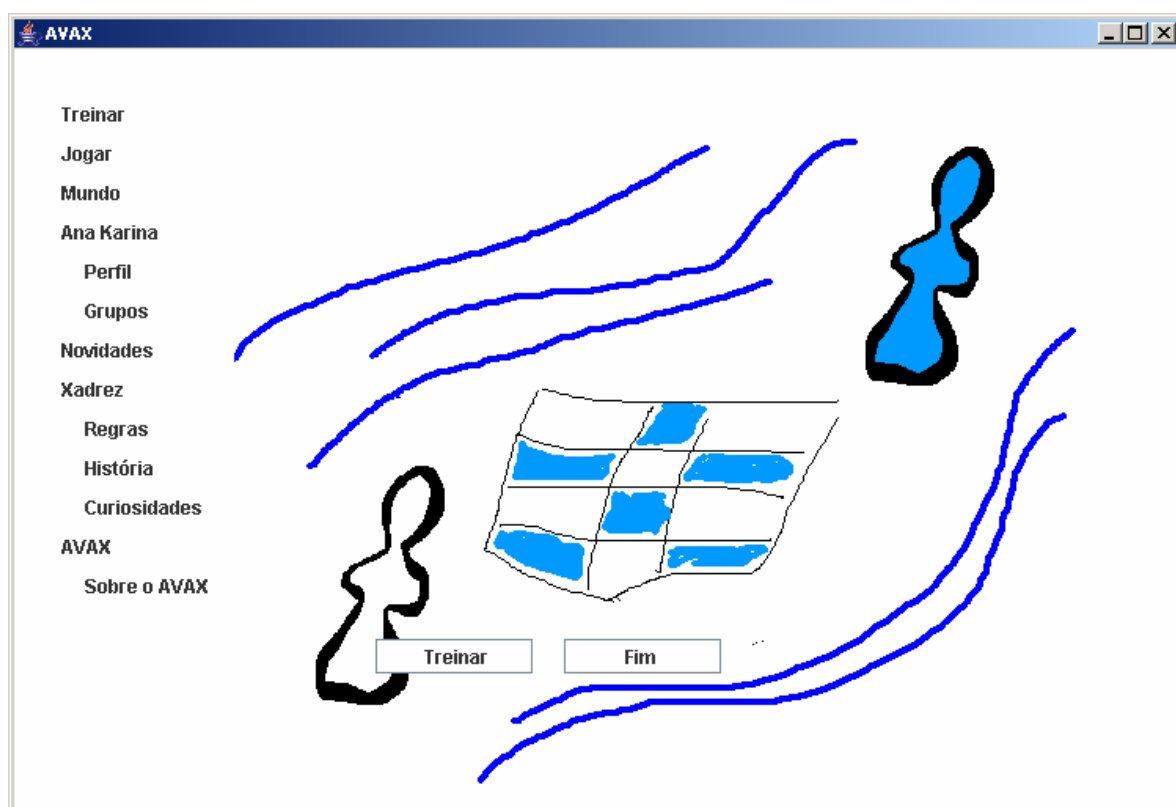 AVAX
Treinar
Jogar
Mundo
Ana Karina
Perfil
Grupos
Novidades
Xadrez
Regras
História
Curiosidades
AVAX
Sobre o AVAX
Treinar Fim